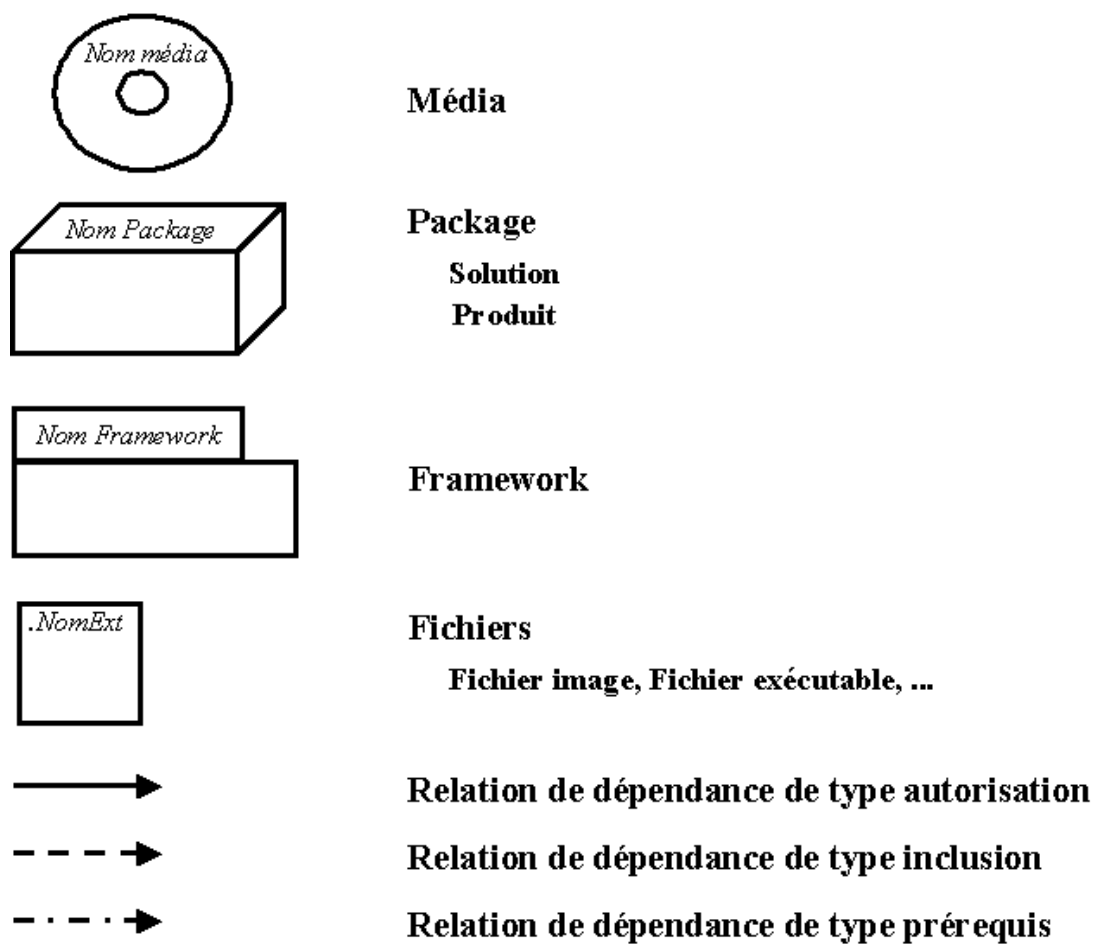 Nom média
Média
Nom Package
Package
Solution
Produit
Nom Framework
Framework
.NomExt
Fichiers
Fichier image, Fichier exécutable, ...
Relation de dépendance de type autorisation
Relation de dépendance de type inclusion
Relation de dépendance de type prérequis